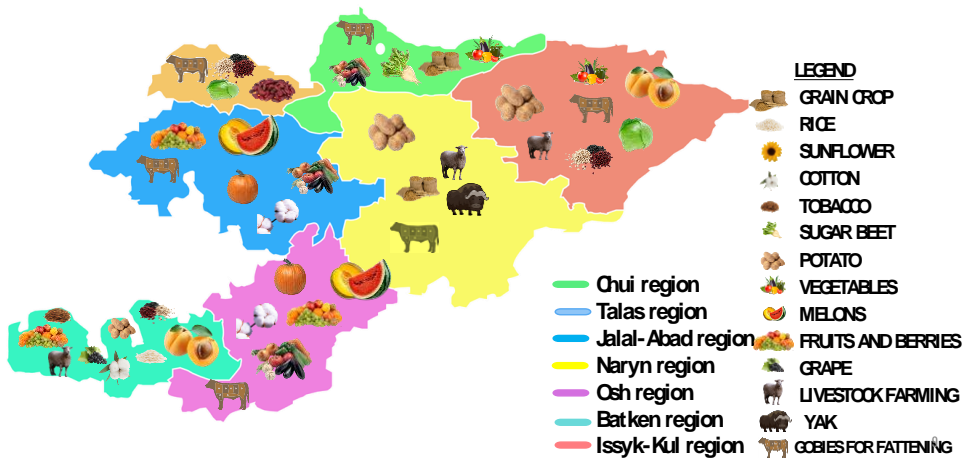 LEGEND
GRAIN CROP
RICE
SUNFLOWER
COTTON
TOBACCO
SUGAR BEET
POTATO
VEGETABLES
MELONS
FRUITS AND BERRIES
GRAPE
LIVESTOCK FARMING
YAK
GOBIES FOR FATTENING
Chui region
Talas region
Jalal-Abad region
Naryn region
Osh region
Batken region
Issyk-Kul region